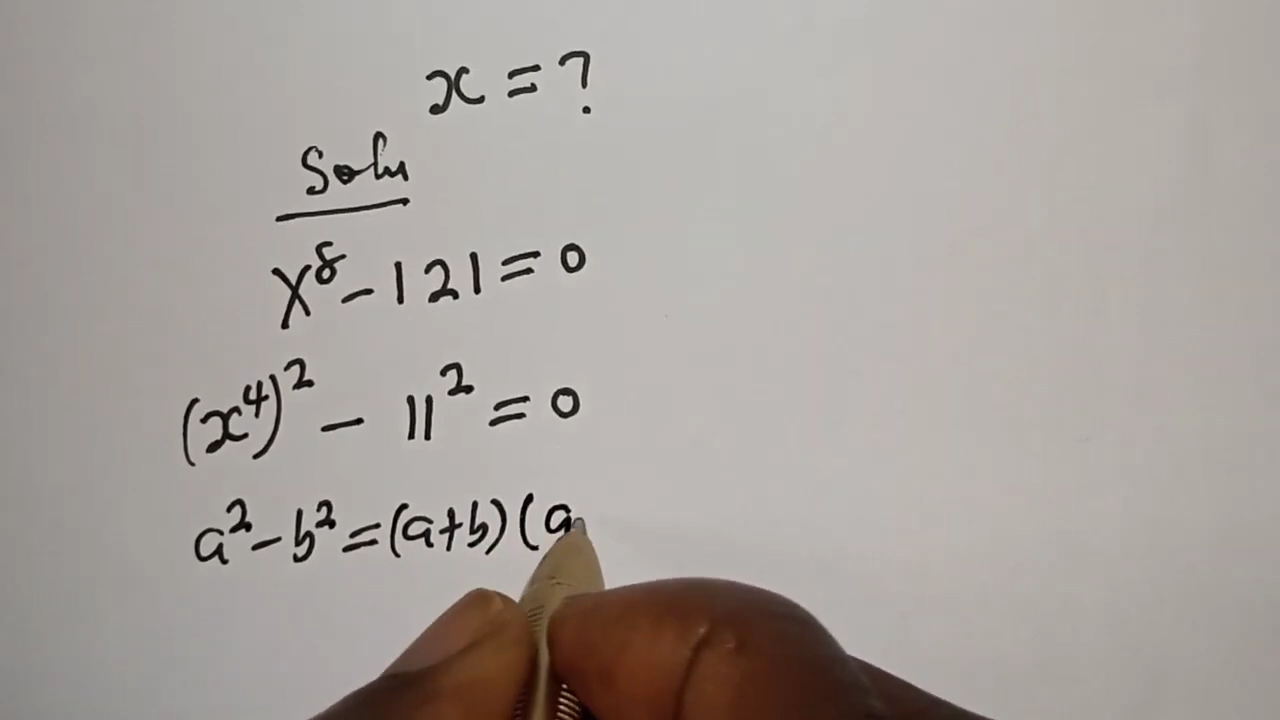 x = ?
Soln
x⁸ - 121 = 0
(x⁴)² - 11² = 0
a² - b² = (a+b)(a